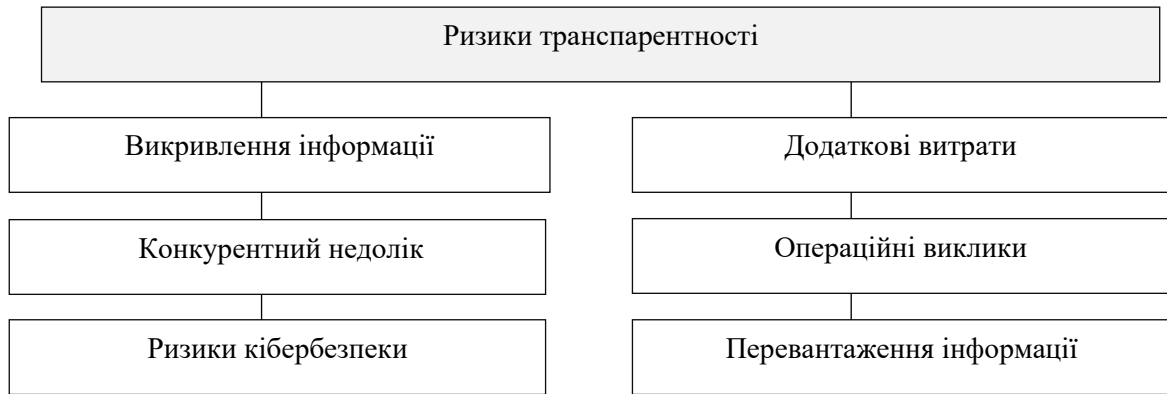 Ризики транспарентності
Викривлення інформації
Додаткові витрати
Конкурентний недолік
Операційні виклики
Ризики кібербезпеки
Перевантаження інформації